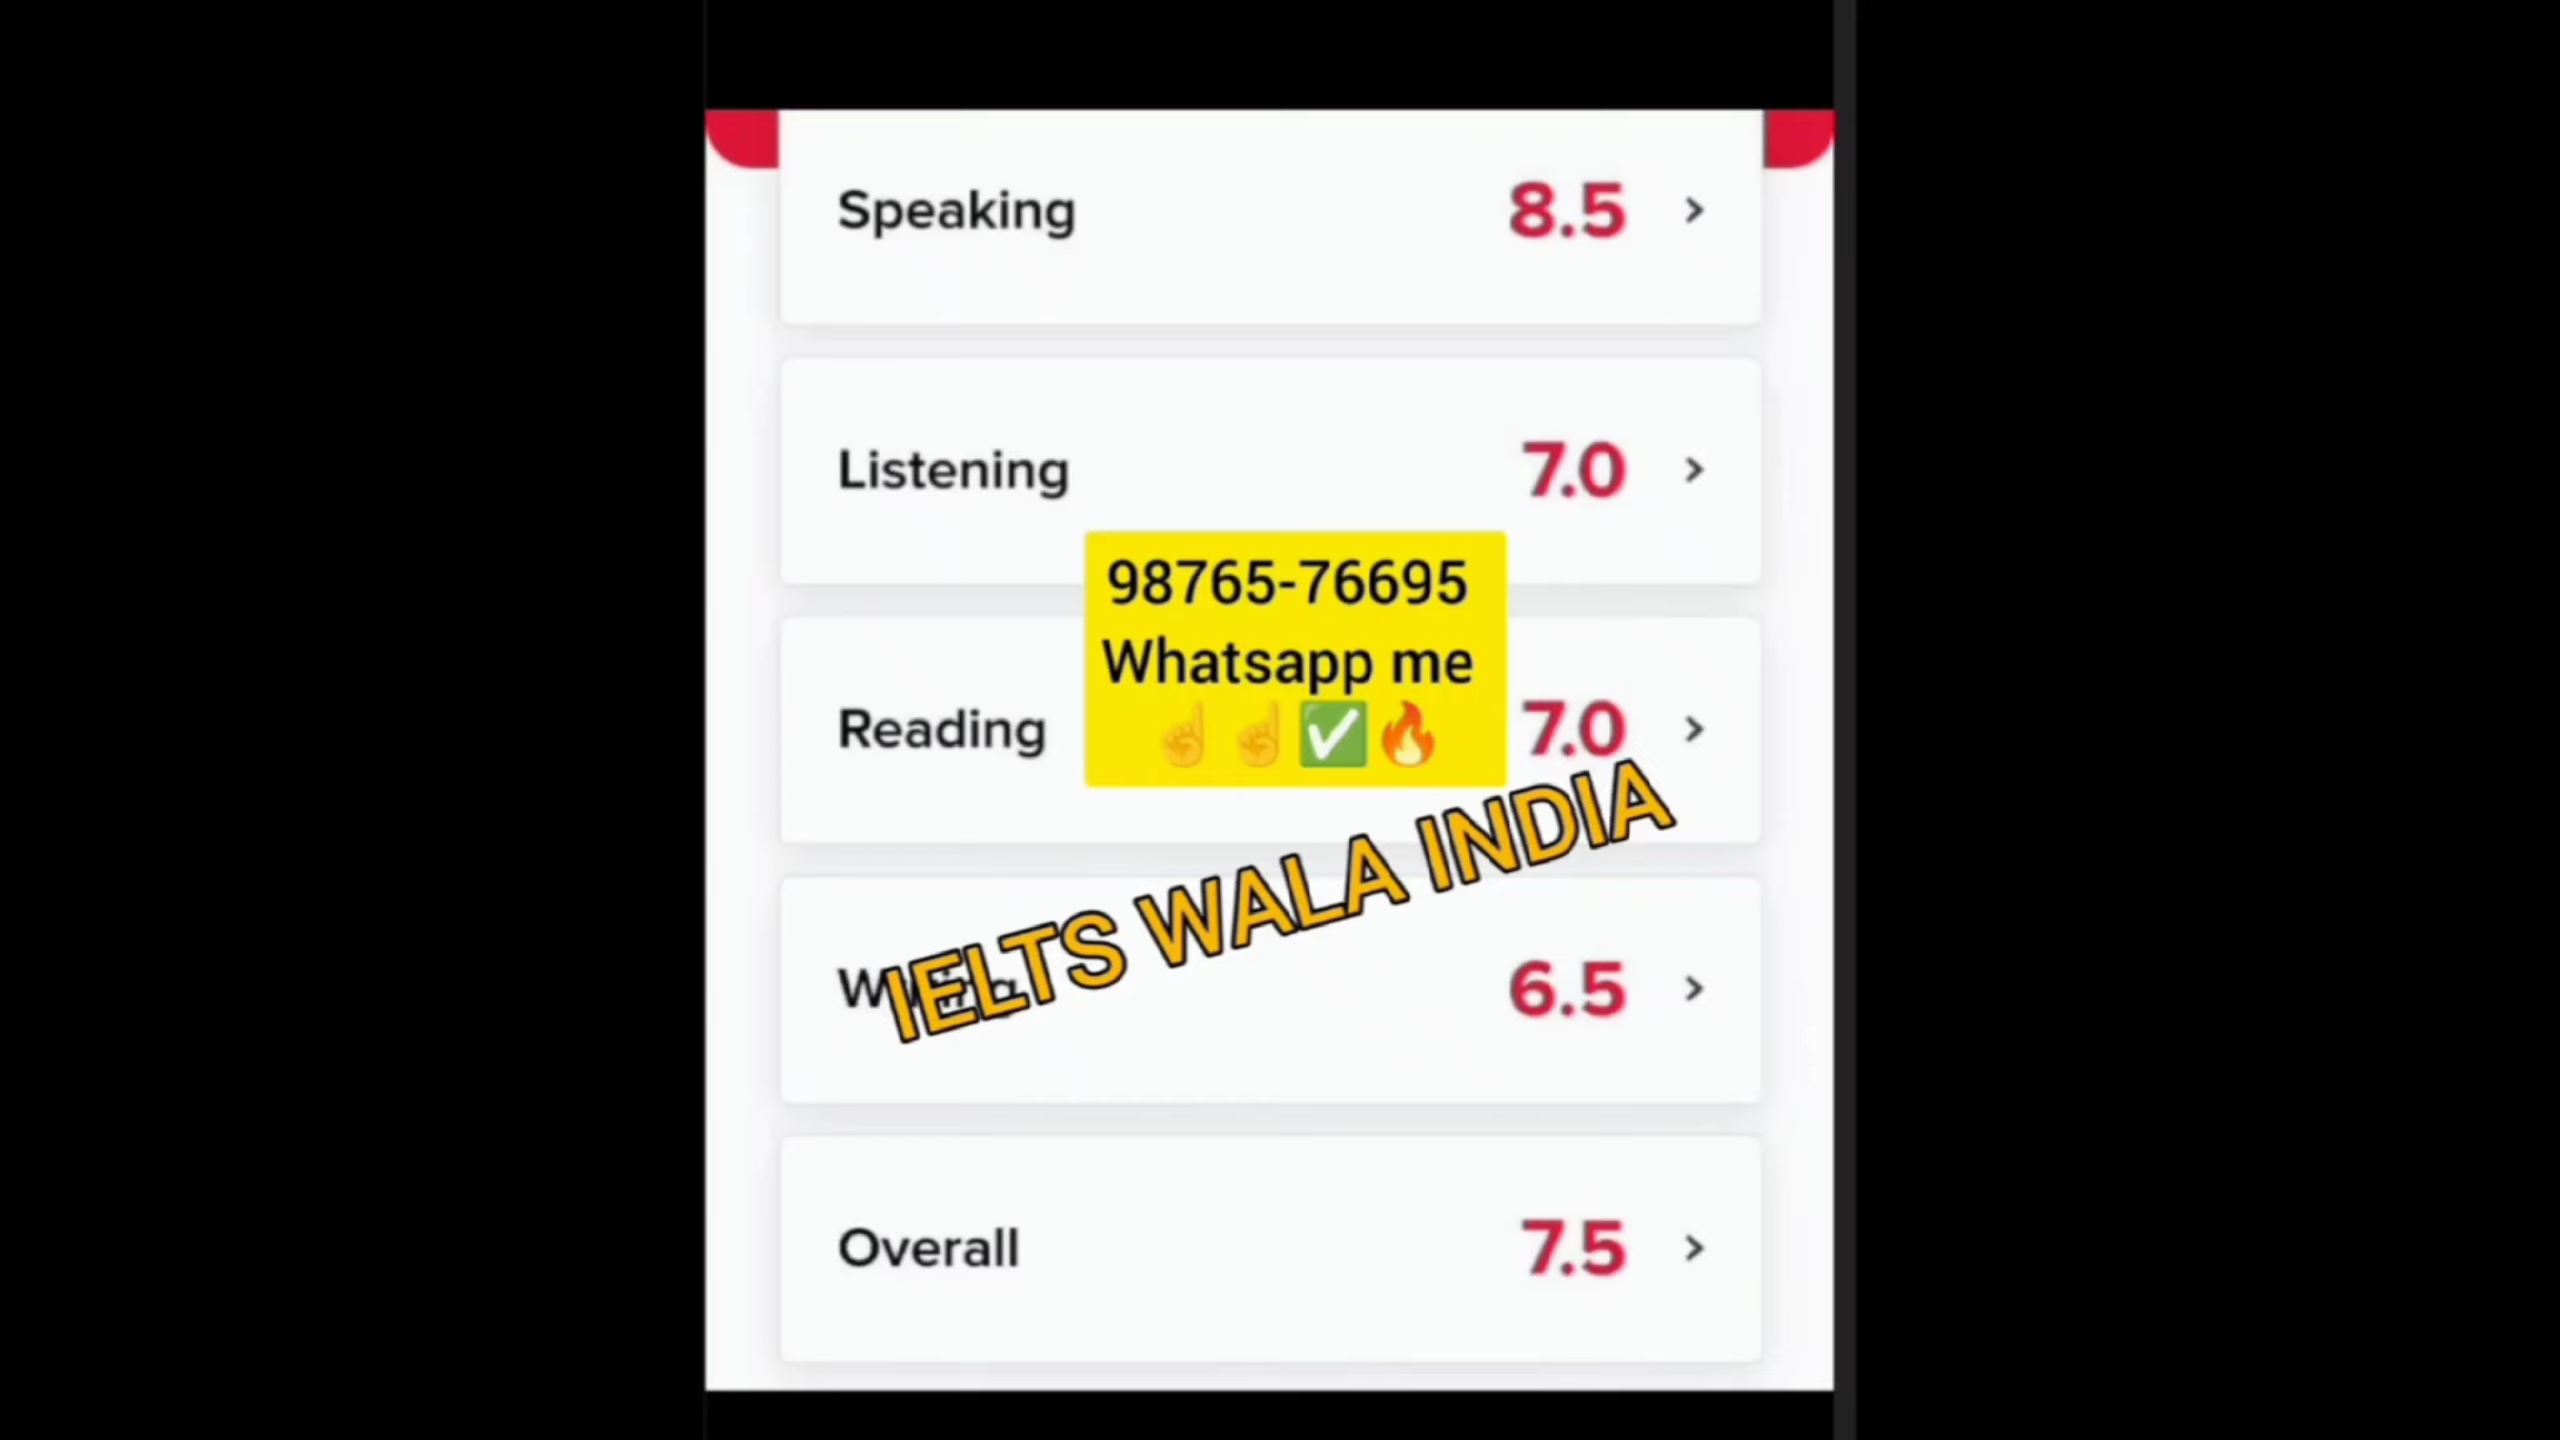 Speaking 8.5 >
Listening 7.0 >
98765-76695
Whatsapp me
☝☝✅🔥
Reading 7.0 >
IELTS WALA INDIA
6.5 >
Overall 7.5 >